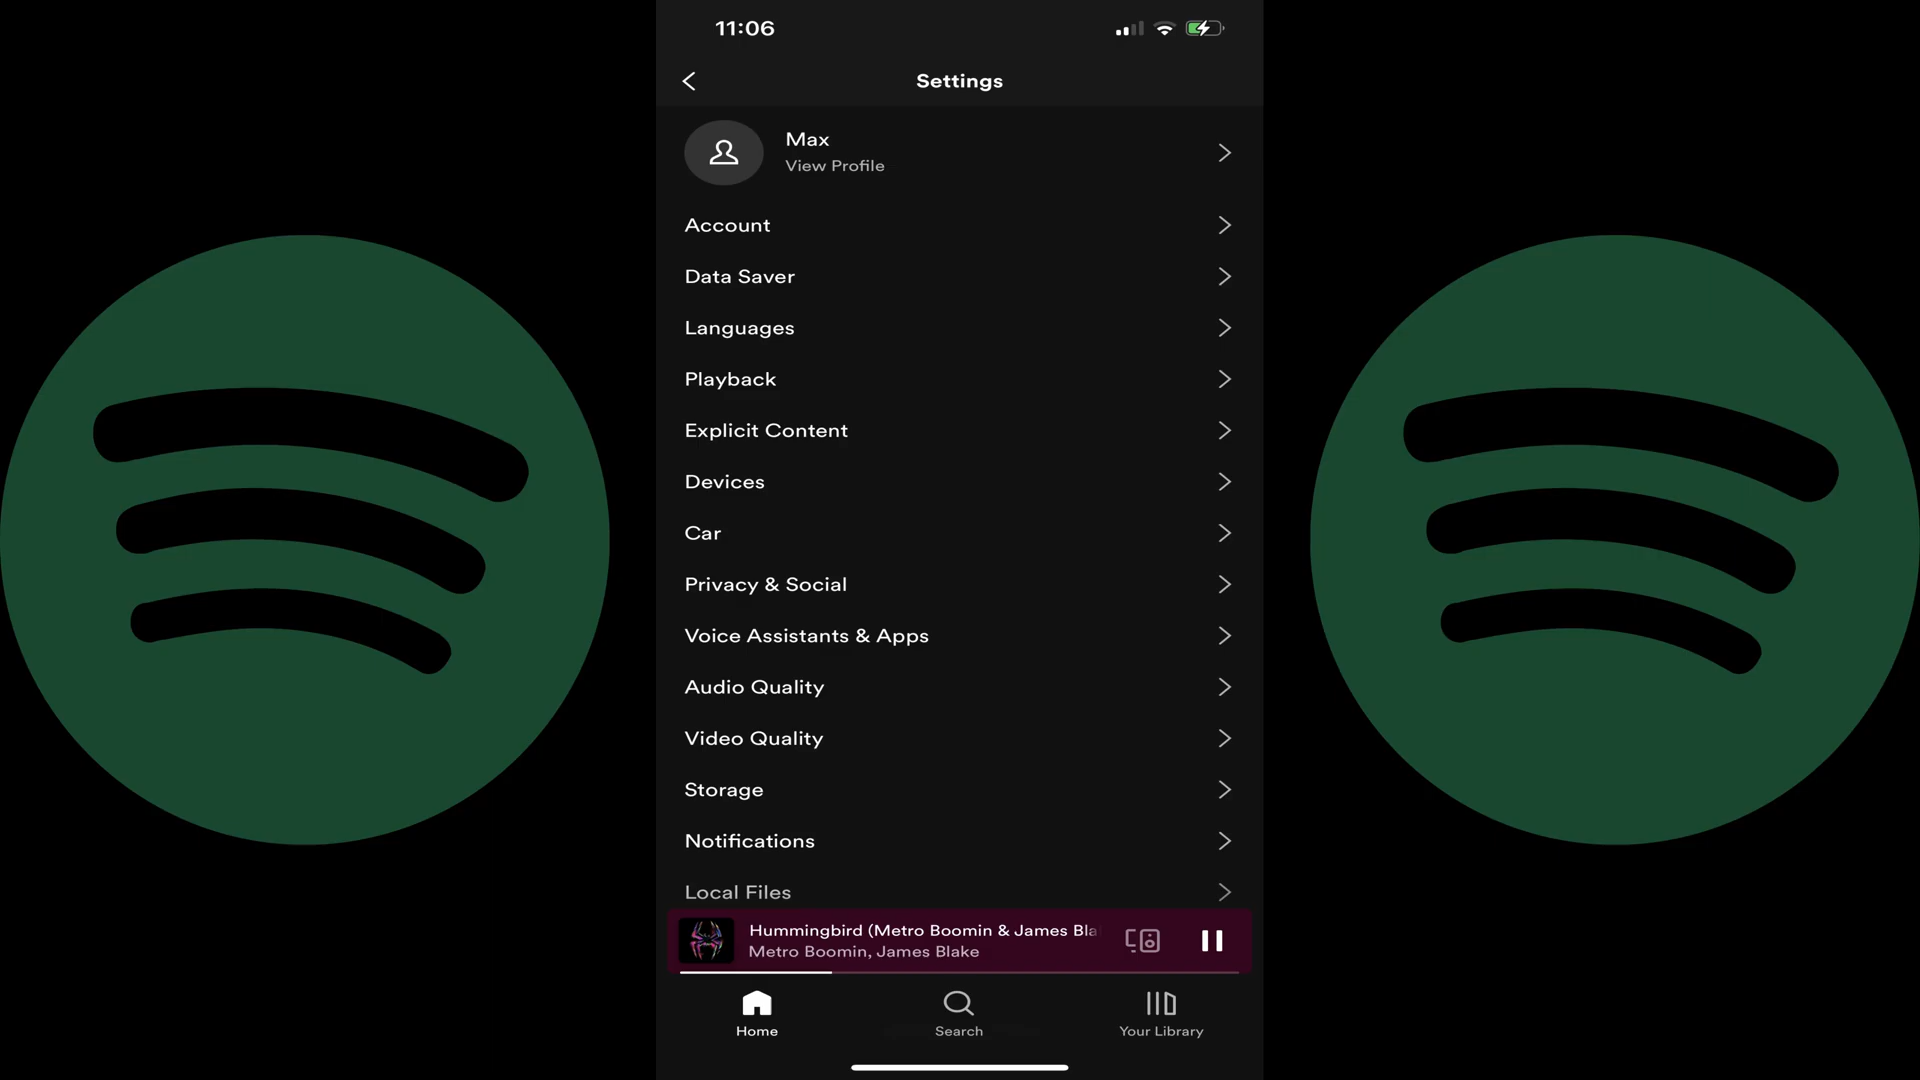 11:06
Settings
Max
View Profile
Account
Data Saver
Languages
Playback
Explicit Content
Devices
Car
Privacy & Social
Voice Assistants & Apps
Audio Quality
Video Quality
Storage
Notifications
Local Files
Hummingbird (Metro Boomin & James Bla
Metro Boomin, James Blake
Home
Search
Your Library